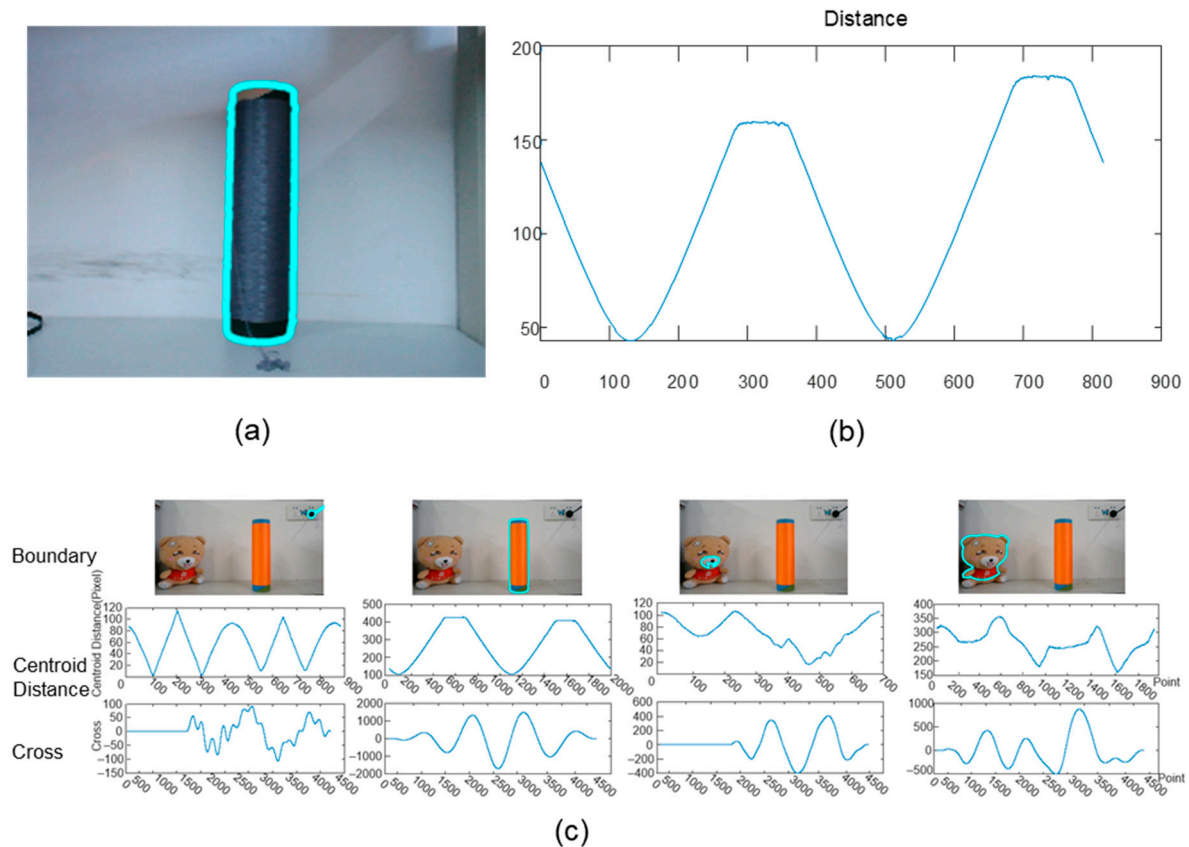 Distance
200
150
100
50
0 100 200 300 400 500 600 700 800 900
(a)
(b)
Boundary
Centroid Distance
Centroid Distance(Pixel)
120 100 80 60 40 20
0 100 200 300 400 500 600 700 800 900
500 400 300 200 100
0 200 400 600 800 1000 1200 1400 1600 1800 2000
120 100 80 60 40 20
0 100 200 300 400 500 600 700
400 350 300 250 200 150
0 200 400 600 800 1000 1200 1400 1600 1800
Point
Cross
Cross
100 50 0 −50 −100 −150
0 500 1000 1500 2000 2500 3000 3500 4000 4500
2000 1000 0 −1000 −2000
0 500 1000 1500 2000 2500 3000 3500 4000 4500
600 400 200 0 −200 −400
0 500 1000 1500 2000 2500 3000 3500 4000 4500
1000 500 0 −500
0 500 1000 1500 2000 2500 3000 3500 4000 4500
Point
(c)